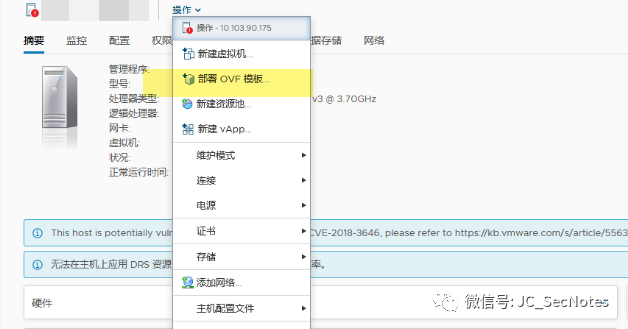 操作
操作 - 10.103.90.175
摘要 监控 配置 权限 据存储 网络
新建虚拟机...
部署 OVF 模板...
新建资源池...
新建 vApp...
维护模式
连接
电源
证书
存储
添加网络...
主机配置文件
管理程序:
型号:
处理器类型: v3 @ 3.70GHz
逻辑处理器:
网卡:
虚拟机:
状况:
正常运行时间:
This host is potentially CVE-2018-3646, please refer to https://kb.vmware.com/s/article/5563
无法在主机上应用 DRS 资源 率。
硬件
微信号: JC_SecNotes